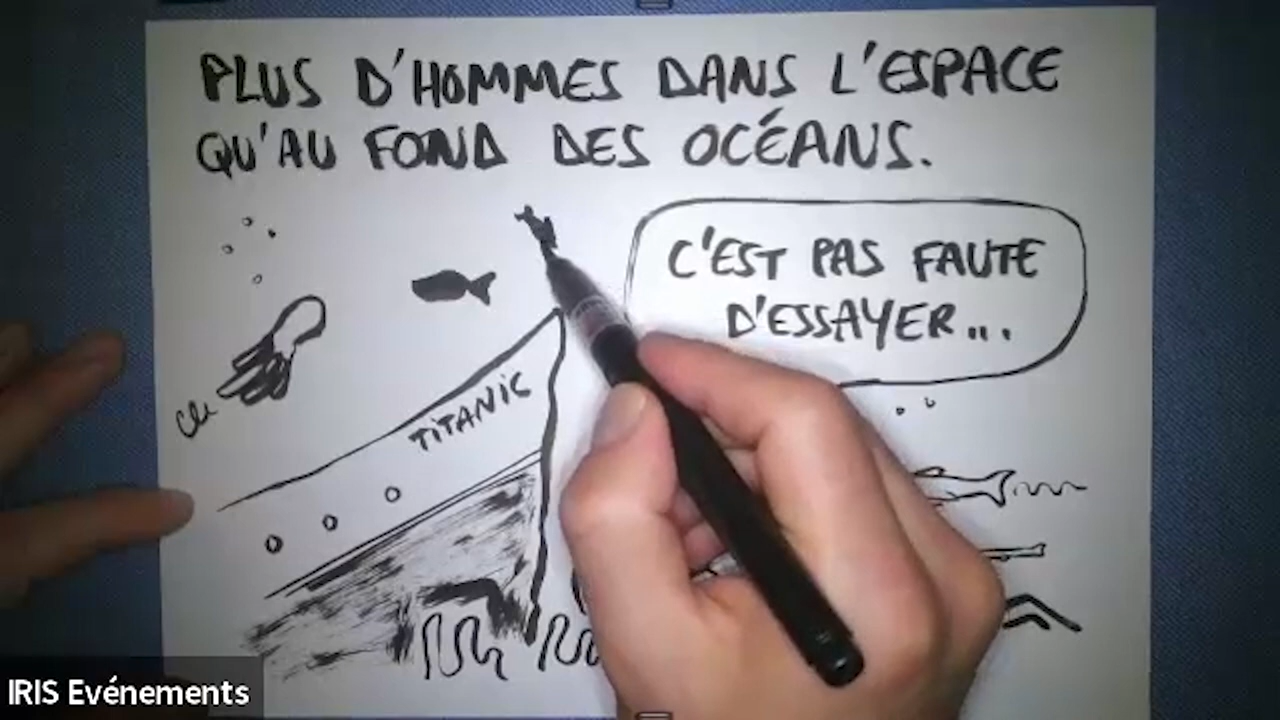 PLUS D'HOMMES DANS L'ESPACE
QU'AU FOND DES OCÉANS.
C'EST PAS FAUTE
D'ESSAYER...
TITANIC
IRIS Evénements